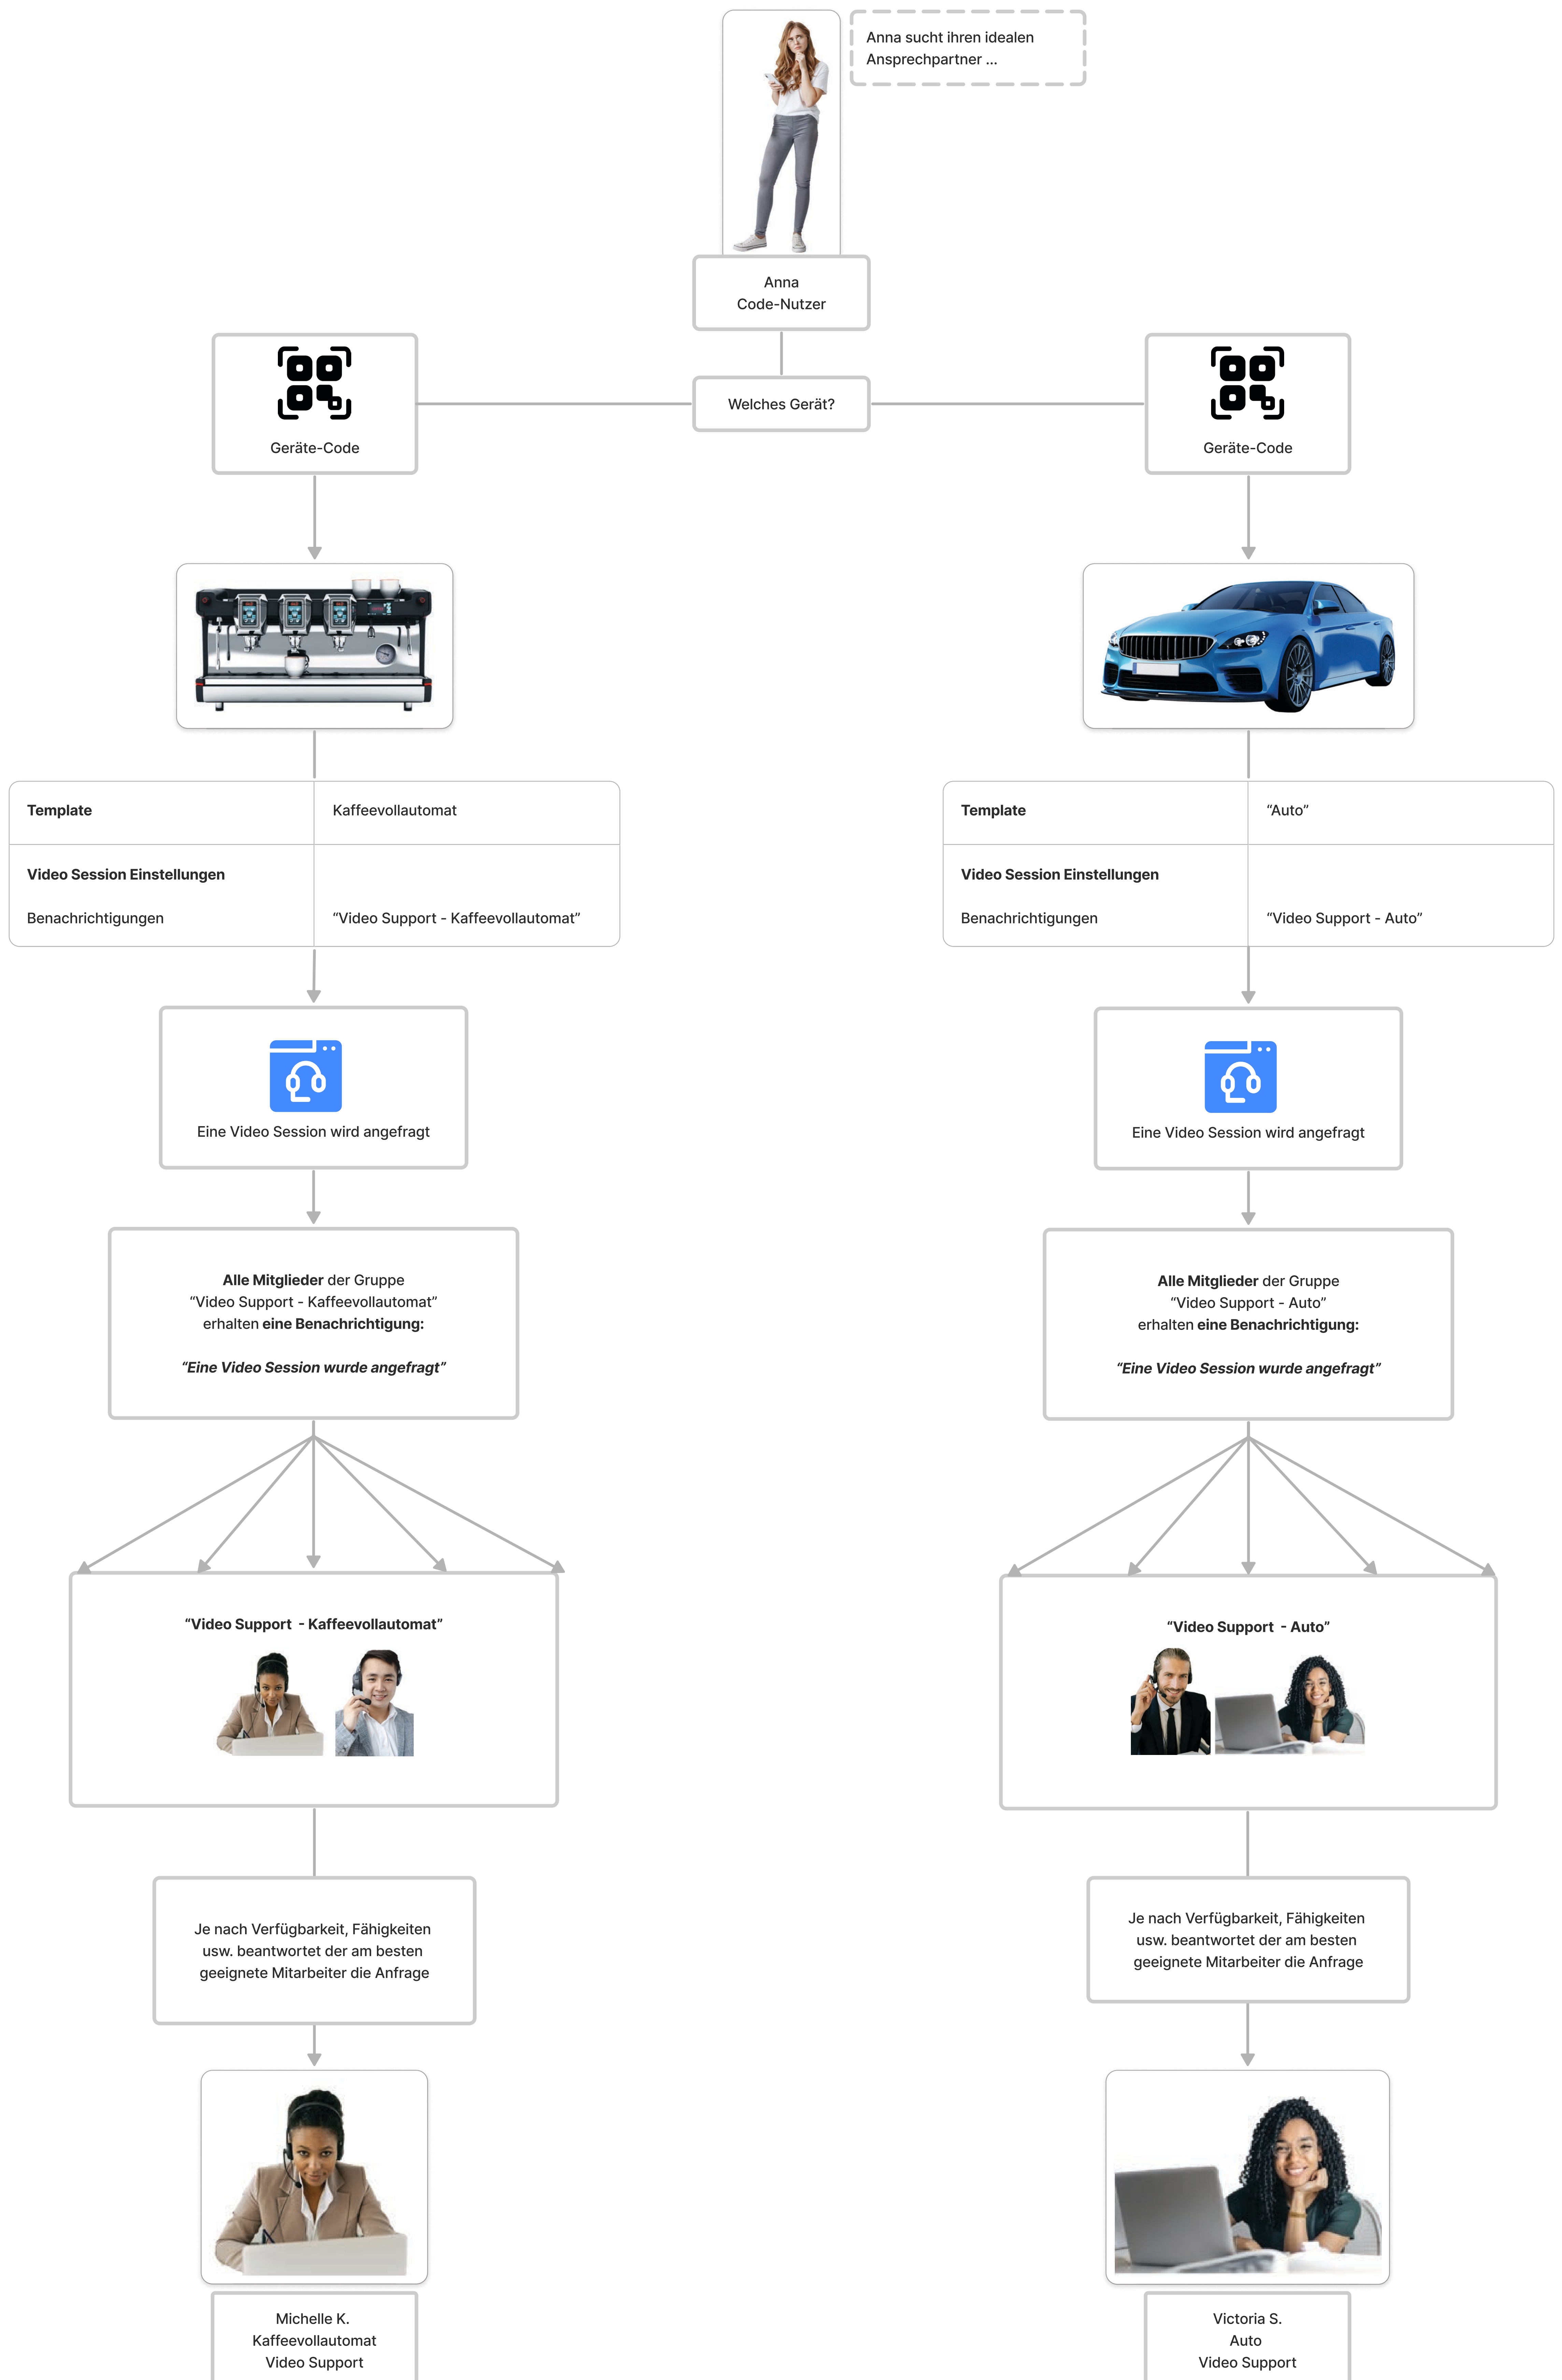 Anna sucht ihren idealen
Ansprechpartner ...
Anna
Code-Nutzer
Welches Gerät?
Geräte-Code
Geräte-Code
Template
Kaffeevollautomat
Video Session Einstellungen
Benachrichtigungen
“Video Support - Kaffeevollautomat”
Template
“Auto”
Video Session Einstellungen
Benachrichtigungen
“Video Support - Auto”
Eine Video Session wird angefragt
Eine Video Session wird angefragt
Alle Mitglieder der Gruppe
“Video Support - Kaffeevollautomat”
erhalten eine Benachrichtigung:
“Eine Video Session wurde angefragt”
Alle Mitglieder der Gruppe
“Video Support - Auto”
erhalten eine Benachrichtigung:
“Eine Video Session wurde angefragt”
“Video Support - Kaffeevollautomat”
“Video Support - Auto”
Je nach Verfügbarkeit, Fähigkeiten
usw. beantwortet der am besten
geeignete Mitarbeiter die Anfrage
Je nach Verfügbarkeit, Fähigkeiten
usw. beantwortet der am besten
geeignete Mitarbeiter die Anfrage
Michelle K.
Kaffeevollautomat
Video Support
Victoria S.
Auto
Video Support